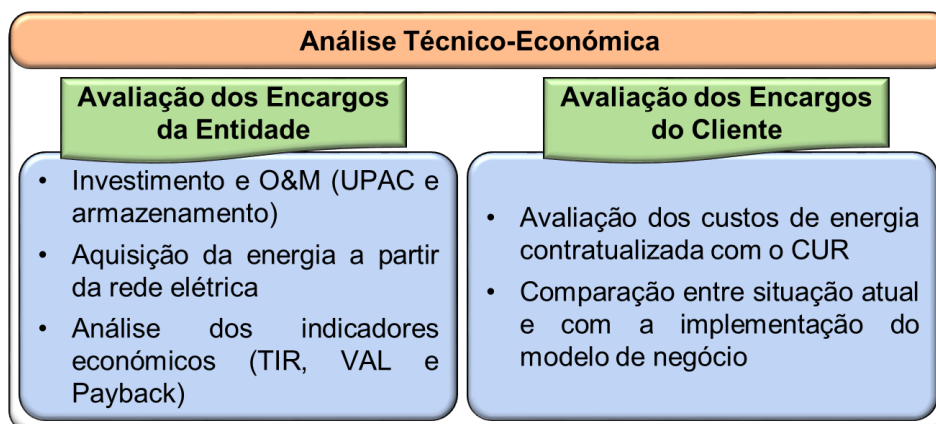 Análise Técnico-Económica
Avaliação dos Encargos
da Entidade
• Investimento e O&M (UPAC e
armazenamento)
• Aquisição da energia a partir
da rede elétrica
• Análise dos indicadores
económicos (TIR, VAL e
Payback)
Avaliação dos Encargos
do Cliente
• Avaliação dos custos de energia
contratualizada com o CUR
• Comparação entre situação atual
e com a implementação do
modelo de negócio